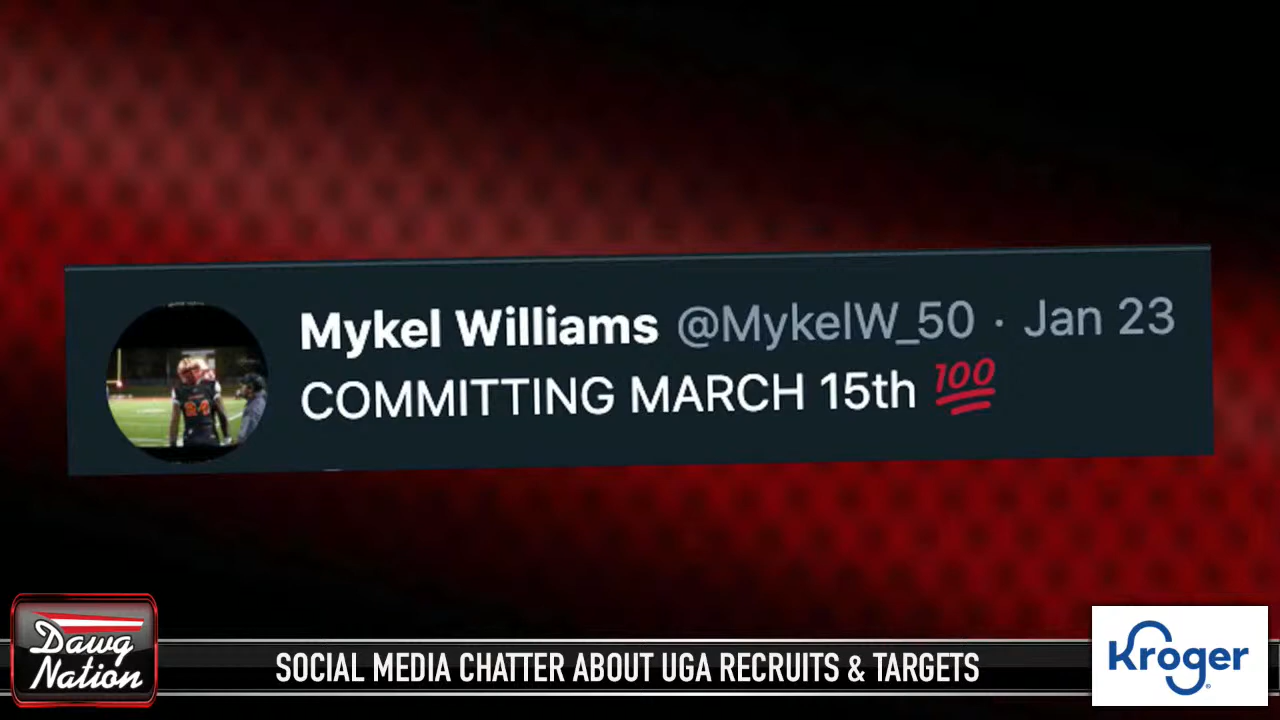 Mykel Williams @MykelW_50 · Jan 23
COMMITTING MARCH 15th 💯
Dawg
Nation
SOCIAL MEDIA CHATTER ABOUT UGA RECRUITS & TARGETS
Kroger